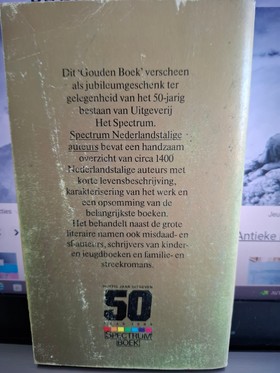 Dit 'Gouden Boek' verscheen
als jubileumgeschenk ter
gelegenheid van het 50-jarig
bestaan van Uitgeverij
Het Spectrum.
Spectrum Nederlandstalige
auteurs bevat een handzaam
overzicht van circa 1400
Nederlandstalige auteurs met
korte levensbeschrijving,
karakterisering van het werk en
een opsomming van de
belangrijkste boeken.
Het behandelt naast de grote
literaire namen ook misdaad- en
sf-auteurs, schrijvers van kinder-
en jeugdboeken en familie- en
streekromans.
50
SPECTRUM
BOEK
Antieke